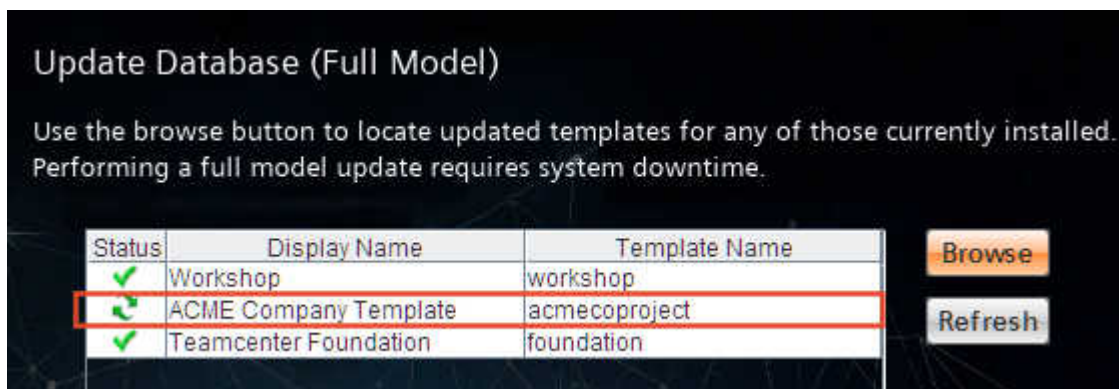 Update Database (Full Model)
Use the browse button to locate updated templates for any of those currently installed.
Performing a full model update requires system downtime.
Status Display Name Template Name Browse
Workshop workshop
ACME Company Template acmecoproject Refresh
Teamcenter Foundation foundation